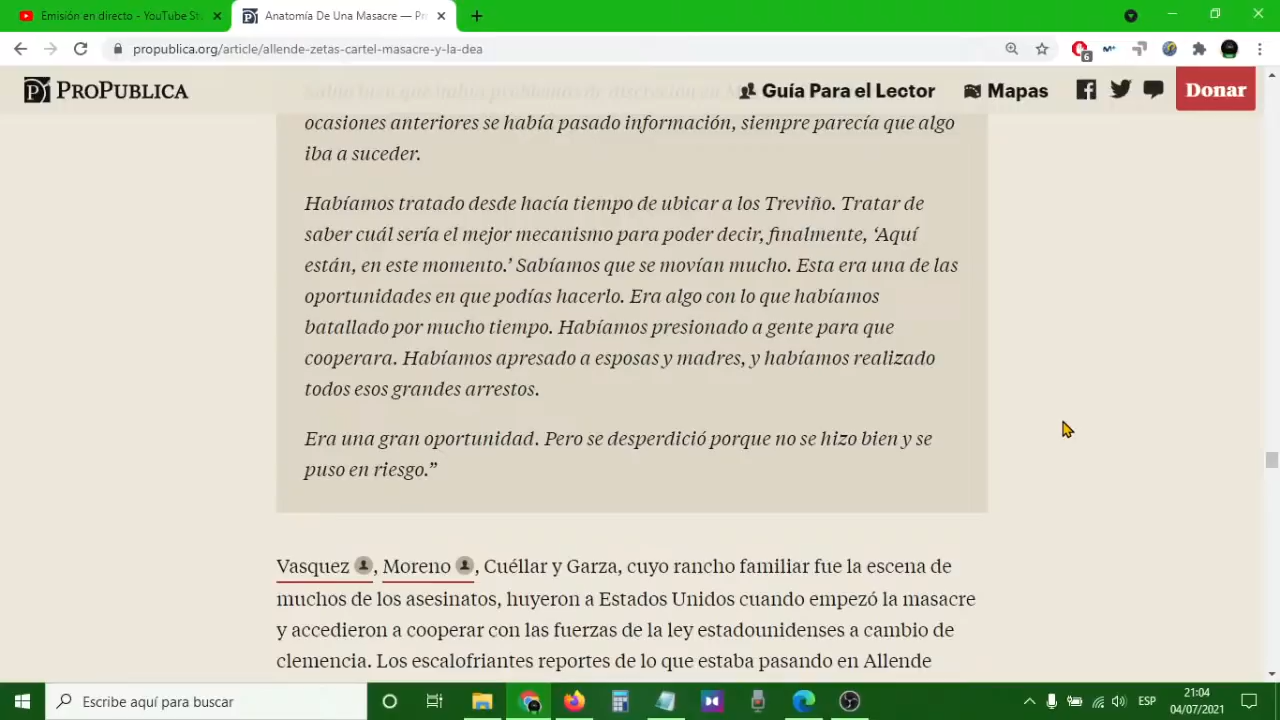 Emisión en directo - YouTube St
Anatomía De Una Masacre — Pr
propublica.org/article/allende-zetas-cartel-masacre-y-la-dea
6
PROPUBLICA
Guía Para el Lector
Mapas
Donar
ocasiones anteriores se había pasado información, siempre parecía que algo
iba a suceder.
Habíamos tratado desde hacía tiempo de ubicar a los Treviño. Tratar de
saber cuál sería el mejor mecanismo para poder decir, finalmente, ‘Aquí
están, en este momento.’ Sabíamos que se movían mucho. Esta era una de las
oportunidades en que podías hacerlo. Era algo con lo que habíamos
batallado por mucho tiempo. Habíamos presionado a gente para que
cooperara. Habíamos apresado a esposas y madres, y habíamos realizado
todos esos grandes arrestos.
Era una gran oportunidad. Pero se desperdició porque no se hizo bien y se
puso en riesgo.”
Vasquez, Moreno, Cuéllar y Garza, cuyo rancho familiar fue la escena de
muchos de los asesinatos, huyeron a Estados Unidos cuando empezó la masacre
y accedieron a cooperar con las fuerzas de la ley estadounidenses a cambio de
clemencia. Los escalofriantes reportes de lo que estaba pasando en Allende
Escribe aquí para buscar
ESP
21:04
04/07/2021